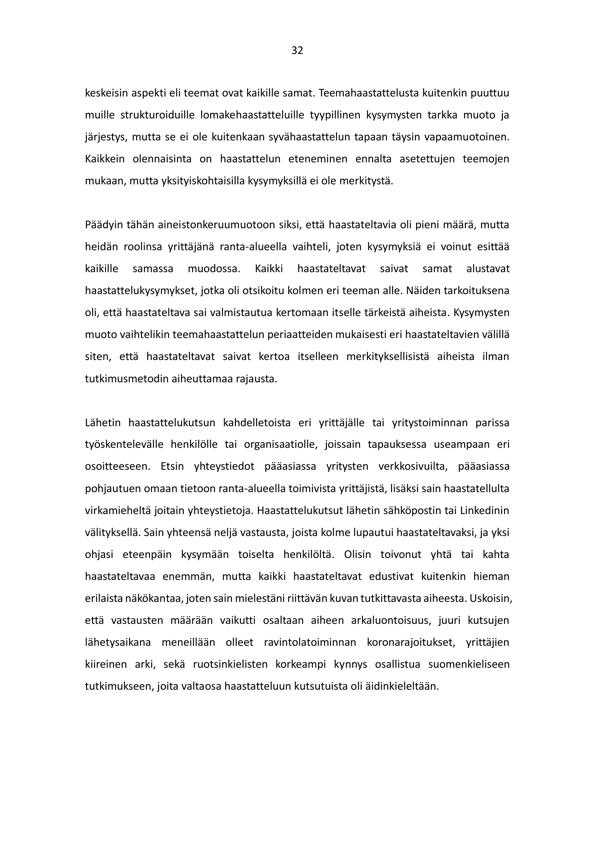 32
keskeisin aspekti eli teemat ovat kaikille samat. Teemahaastattelusta kuitenkin puuttuu
muille strukturoiduille lomakehaastatteluille tyypillinen kysymysten tarkka muoto ja
järjestys, mutta se ei ole kuitenkaan syvähaastattelun tapaan täysin vapaamuotoinen.
Kaikkein olennaisinta on haastattelun eteneminen ennalta asetettujen teemojen
mukaan, mutta yksityiskohtaisilla kysymyksillä ei ole merkitystä.
Päädyin tähän aineistonkeruumuotoon siksi, että haastateltavia oli pieni määrä, mutta
heidän roolinsa yrittäjänä ranta-alueella vaihteli, joten kysymyksiä ei voinut esittää
kaikille samassa muodossa. Kaikki haastateltavat saivat samat alustavat
haastattelukysymykset, jotka oli otsikoitu kolmen eri teeman alle. Näiden tarkoituksena
oli, että haastateltava sai valmistautua kertomaan itselle tärkeistä aiheista. Kysymysten
muoto vaihtelikin teemahaastattelun periaatteiden mukaisesti eri haastateltavien välillä
siten, että haastateltavat saivat kertoa itselleen merkityksellisistä aiheista ilman
tutkimusmetodin aiheuttamaa rajausta.
Lähetin haastattelukutsun kahdelletoista eri yrittäjälle tai yritystoiminnan parissa
työskentelevälle henkilölle tai organisaatiolle, joissain tapauksessa useampaan eri
osoitteeseen. Etsin yhteystiedot pääasiassa yritysten verkkosivuilta, pääasiassa
pohjautuen omaan tietoon ranta-alueella toimivista yrittäjistä, lisäksi sain haastatellulta
virkamieheltä joitain yhteystietoja. Haastattelukutsut lähetin sähköpostin tai Linkedinin
välityksellä. Sain yhteensä neljä vastausta, joista kolme lupautui haastateltavaksi, ja yksi
ohjasi eteenpäin kysymään toiselta henkilöltä. Olisin toivonut yhtä tai kahta
haastateltavaa enemmän, mutta kaikki haastateltavat edustivat kuitenkin hieman
erilaista näkökantaa, joten sain mielestäni riittävän kuvan tutkittavasta aiheesta. Uskoisin,
että vastausten määrään vaikutti osaltaan aiheen arkaluontoisuus, juuri kutsujen
lähetysaikana meneillään olleet ravintolatoiminnan koronarajoitukset, yrittäjien
kiireinen arki, sekä ruotsinkielisten korkeampi kynnys osallistua suomenkieliseen
tutkimukseen, joita valtaosa haastatteluun kutsutuista oli äidinkieleltään.